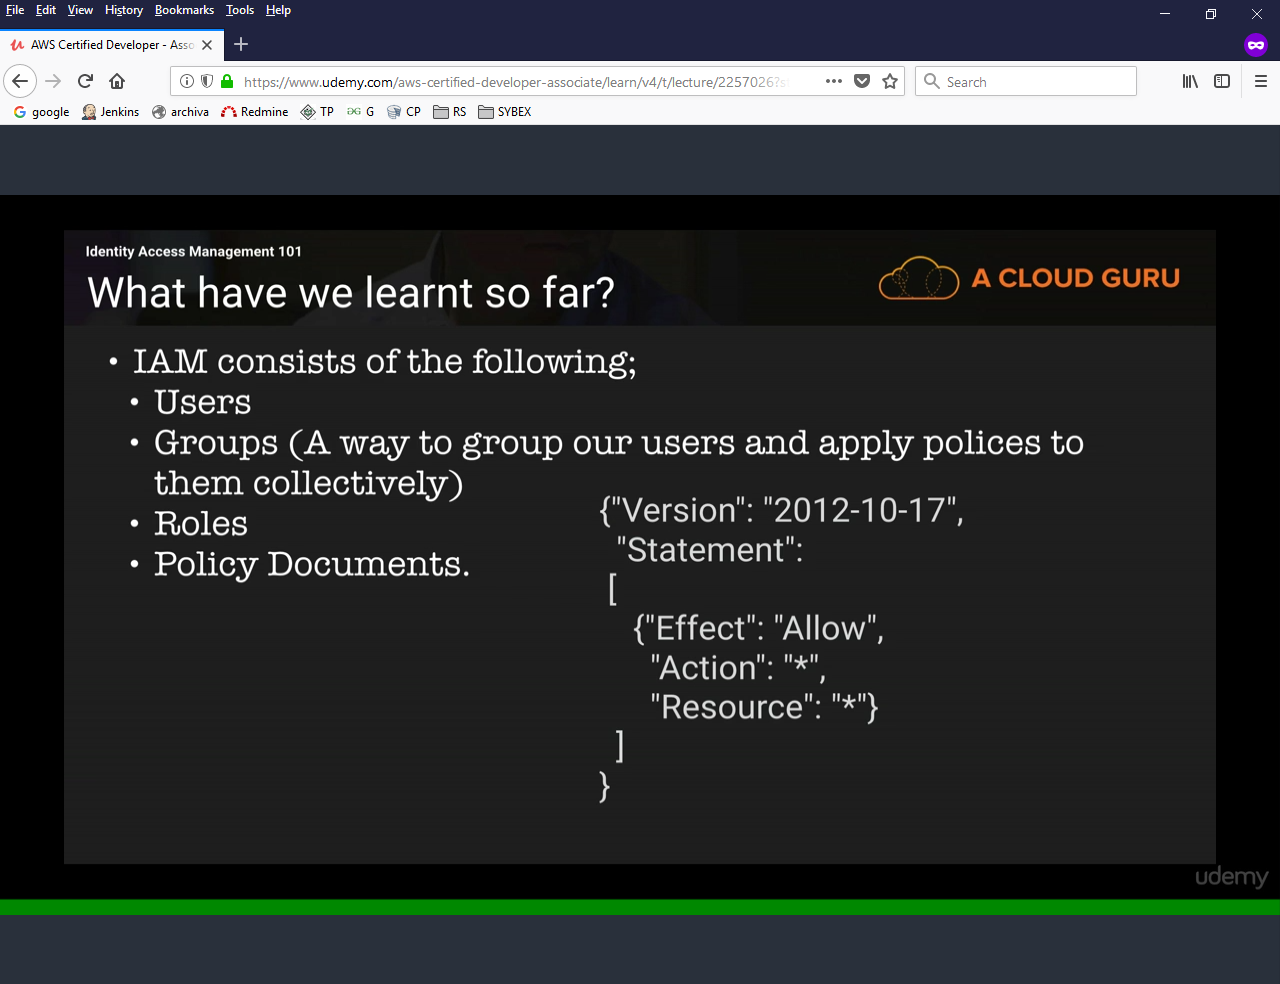 File Edit View History Bookmarks Tools Help
AWS Certified Developer - Asso
https://www.udemy.com/aws-certified-developer-associate/learn/v4/t/lecture/2257026?s
Search
google Jenkins archiva Redmine TP G CP RS SYBEX
Identity Access Management 101
What have we learnt so far?
A CLOUD GURU
• IAM consists of the following;
• Users
• Groups (A way to group our users and apply polices to
them collectively)
• Roles
• Policy Documents.
{"Version": "2012-10-17",
"Statement":
[
{"Effect": "Allow",
"Action": "*",
"Resource": "*"}
]
}
udemy